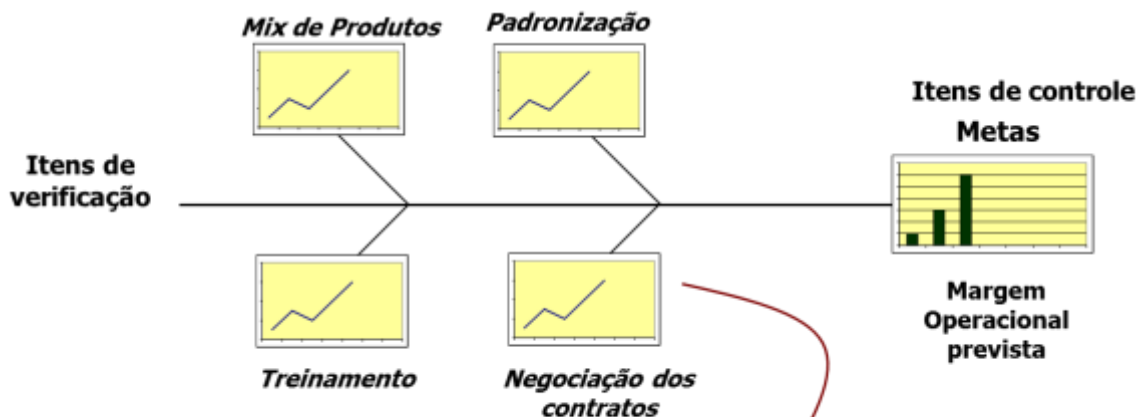 Mix de Produtos
Padronização
Itens de controle
Metas
Itens de
verificação
Margem
Operacional
prevista
Treinamento
Negociação dos
contratos